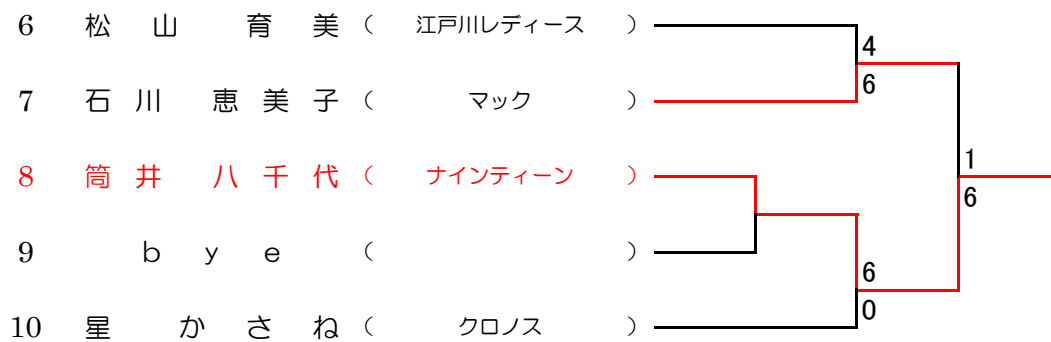 6 松山 育美 ( 江戸川レディース )
4
6
7 石川 恵美子 ( マック )
1
6
8 筒井 八千代 ( ナインティーン )
9 bye ( )
6
0
10 星 かさね ( クロノス )